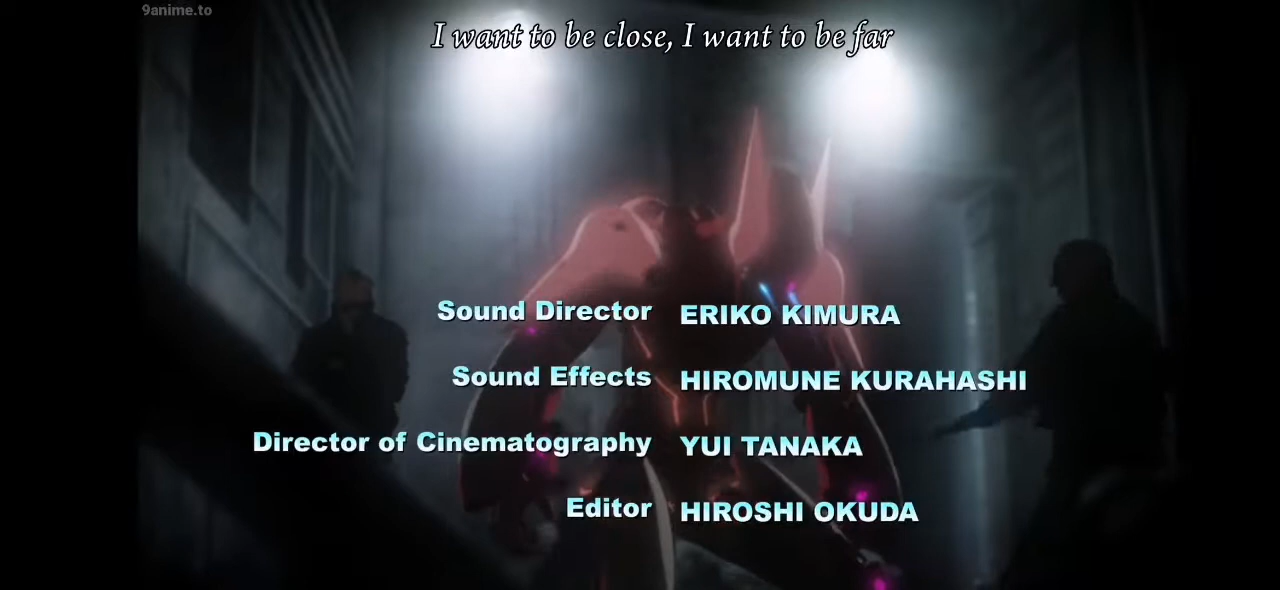 9anime.to
I want to be close, I want to be far
Sound Director ERIKO KIMURA
Sound Effects HIROMUNE KURAHASHI
Director of Cinematography YUI TANAKA
Editor HIROSHI OKUDA